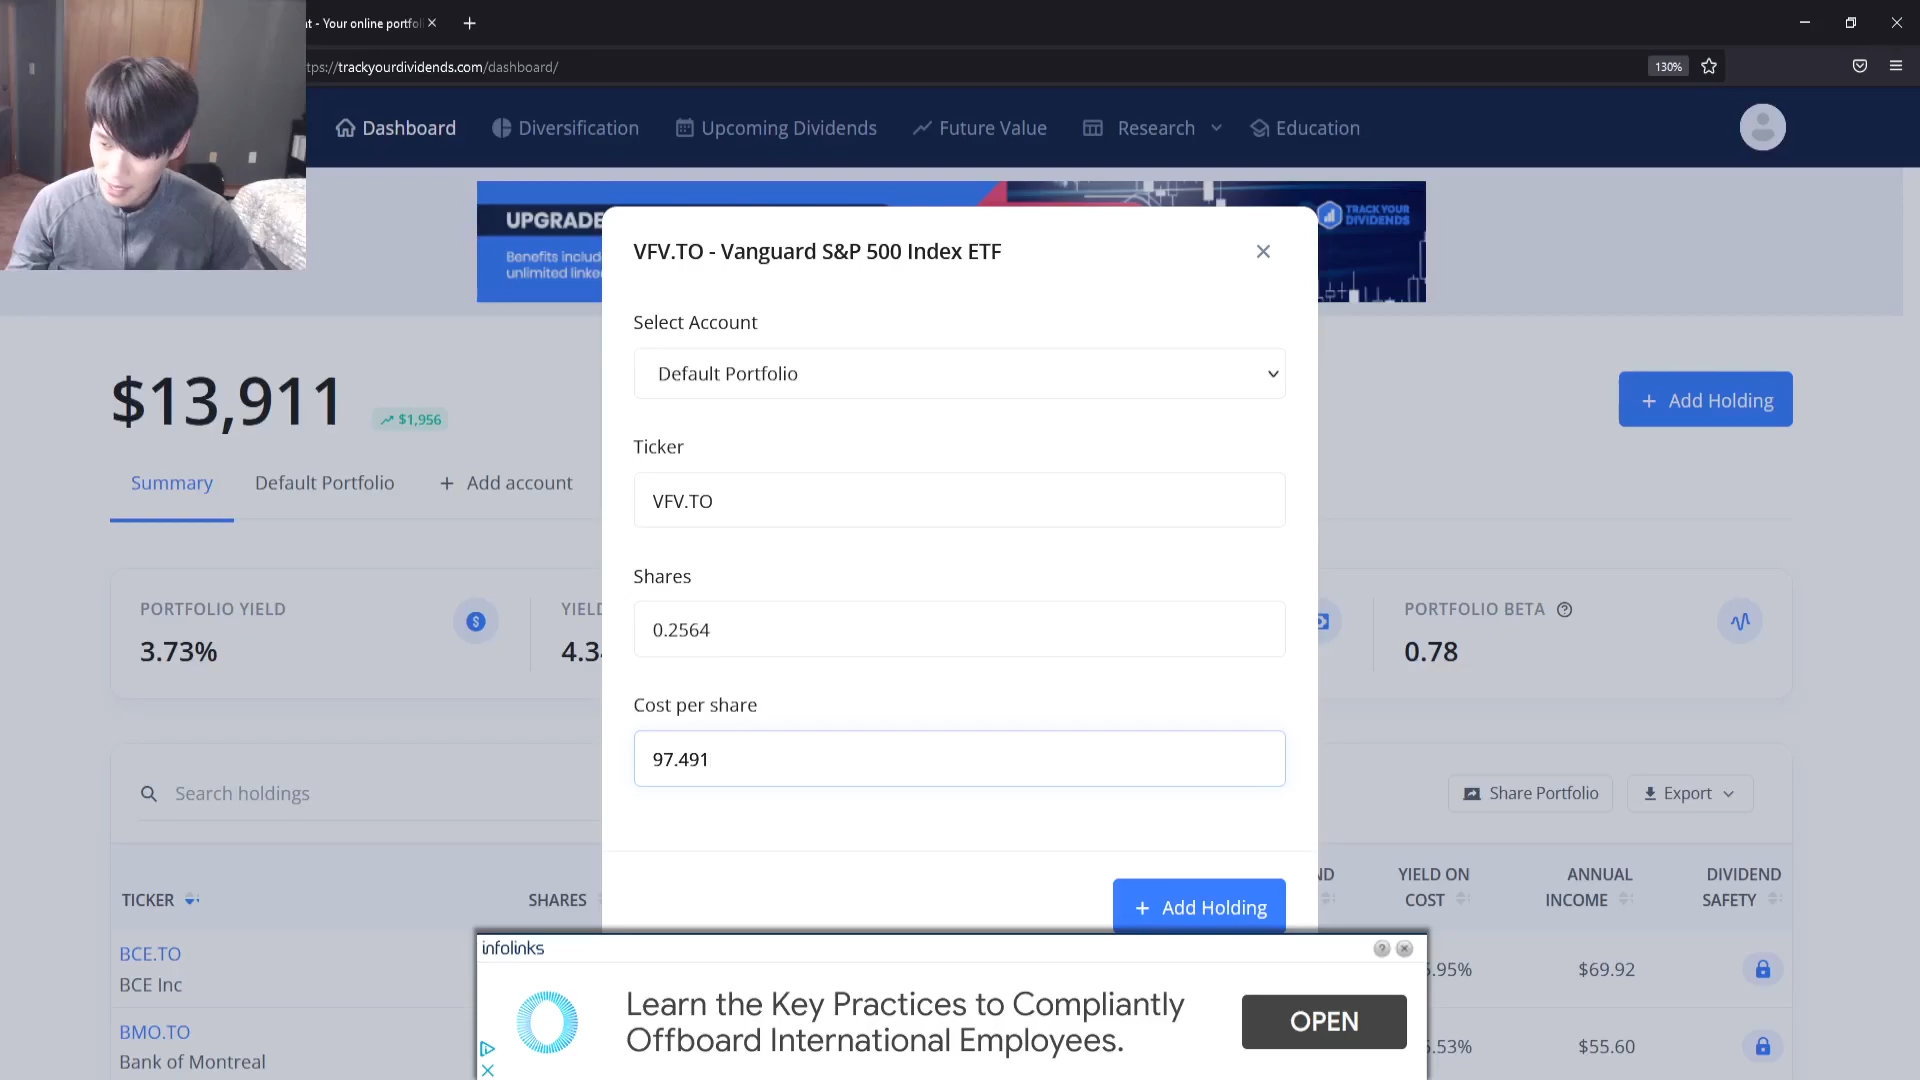 nt - Your online portfol
tps://trackyourdividends.com/dashboard/
130%
Dashboard
Diversification
Upcoming Dividends
Future Value
Research
Education
UPGRADE
Benefits includ
unlimited linke
TRACK YOUR
DIVIDENDS
VFV.TO - Vanguard S&P 500 Index ETF
Select Account
Default Portfolio
Ticker
VFV.TO
Shares
0.2564
Cost per share
97.491
+ Add Holding
$13,911
$1,956
+ Add Holding
Summary
Default Portfolio
+ Add account
PORTFOLIO YIELD
3.73%
YIELD
4.3
PORTFOLIO BETA
0.78
Search holdings
Share Portfolio
Export
TICKER
SHARES
ND
YIELD ON
COST
ANNUAL
INCOME
DIVIDEND
SAFETY
BCE.TO
BCE Inc
.95%
$69.92
BMO.TO
Bank of Montreal
.53%
$55.60
infolinks
Learn the Key Practices to Compliantly
Offboard International Employees.
OPEN